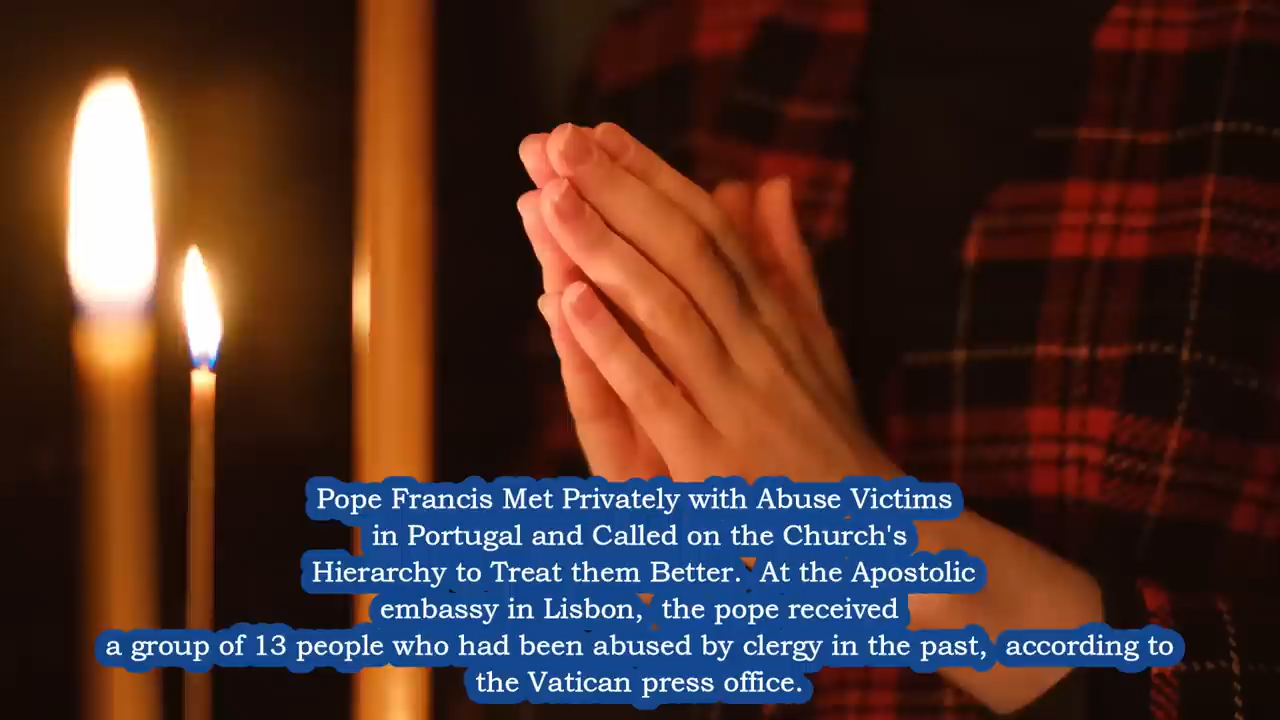 Pope Francis Met Privately with Abuse Victims
in Portugal and Called on the Church's
Hierarchy to Treat them Better.  At the Apostolic
embassy in Lisbon,  the pope received
a group of 13 people who had been abused by clergy in the past,  according to
the Vatican press office.